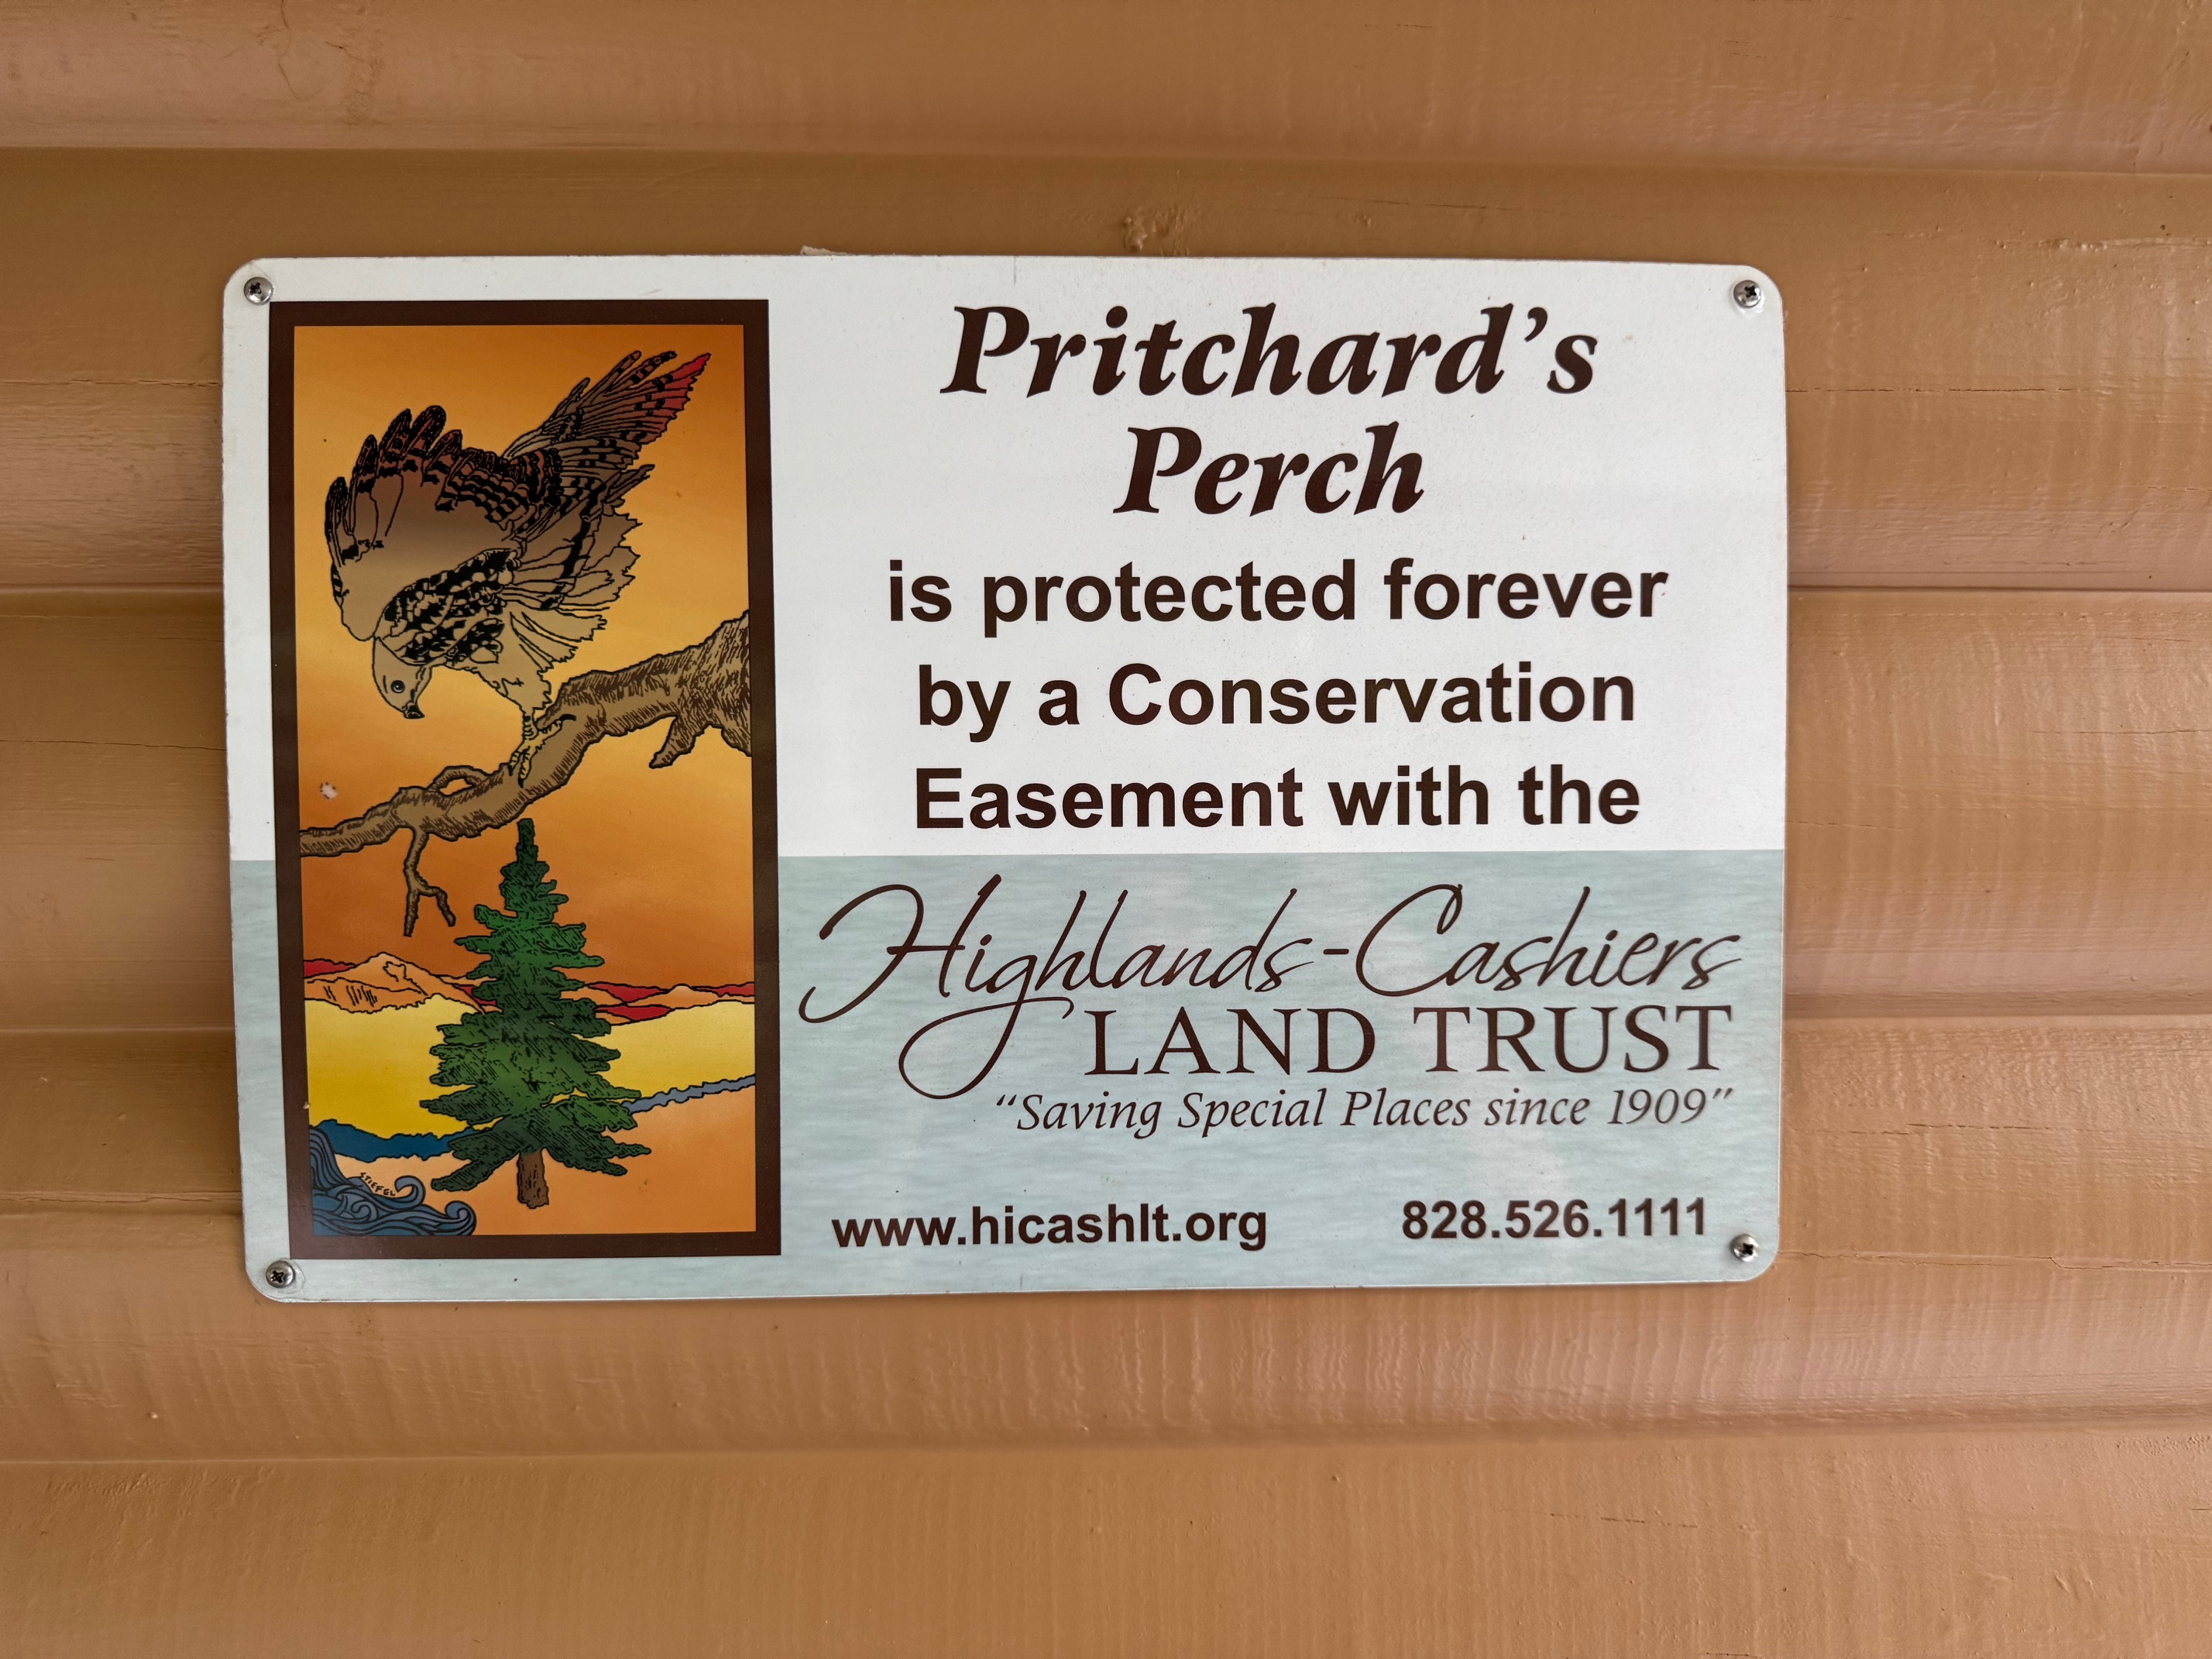 Pritchard’s
Perch
is protected forever
by a Conservation
Easement with the
Highlands-Cashiers
LAND TRUST
“Saving Special Places since 1909”
www.hicashlt.org 828.526.1111
STIEFEL